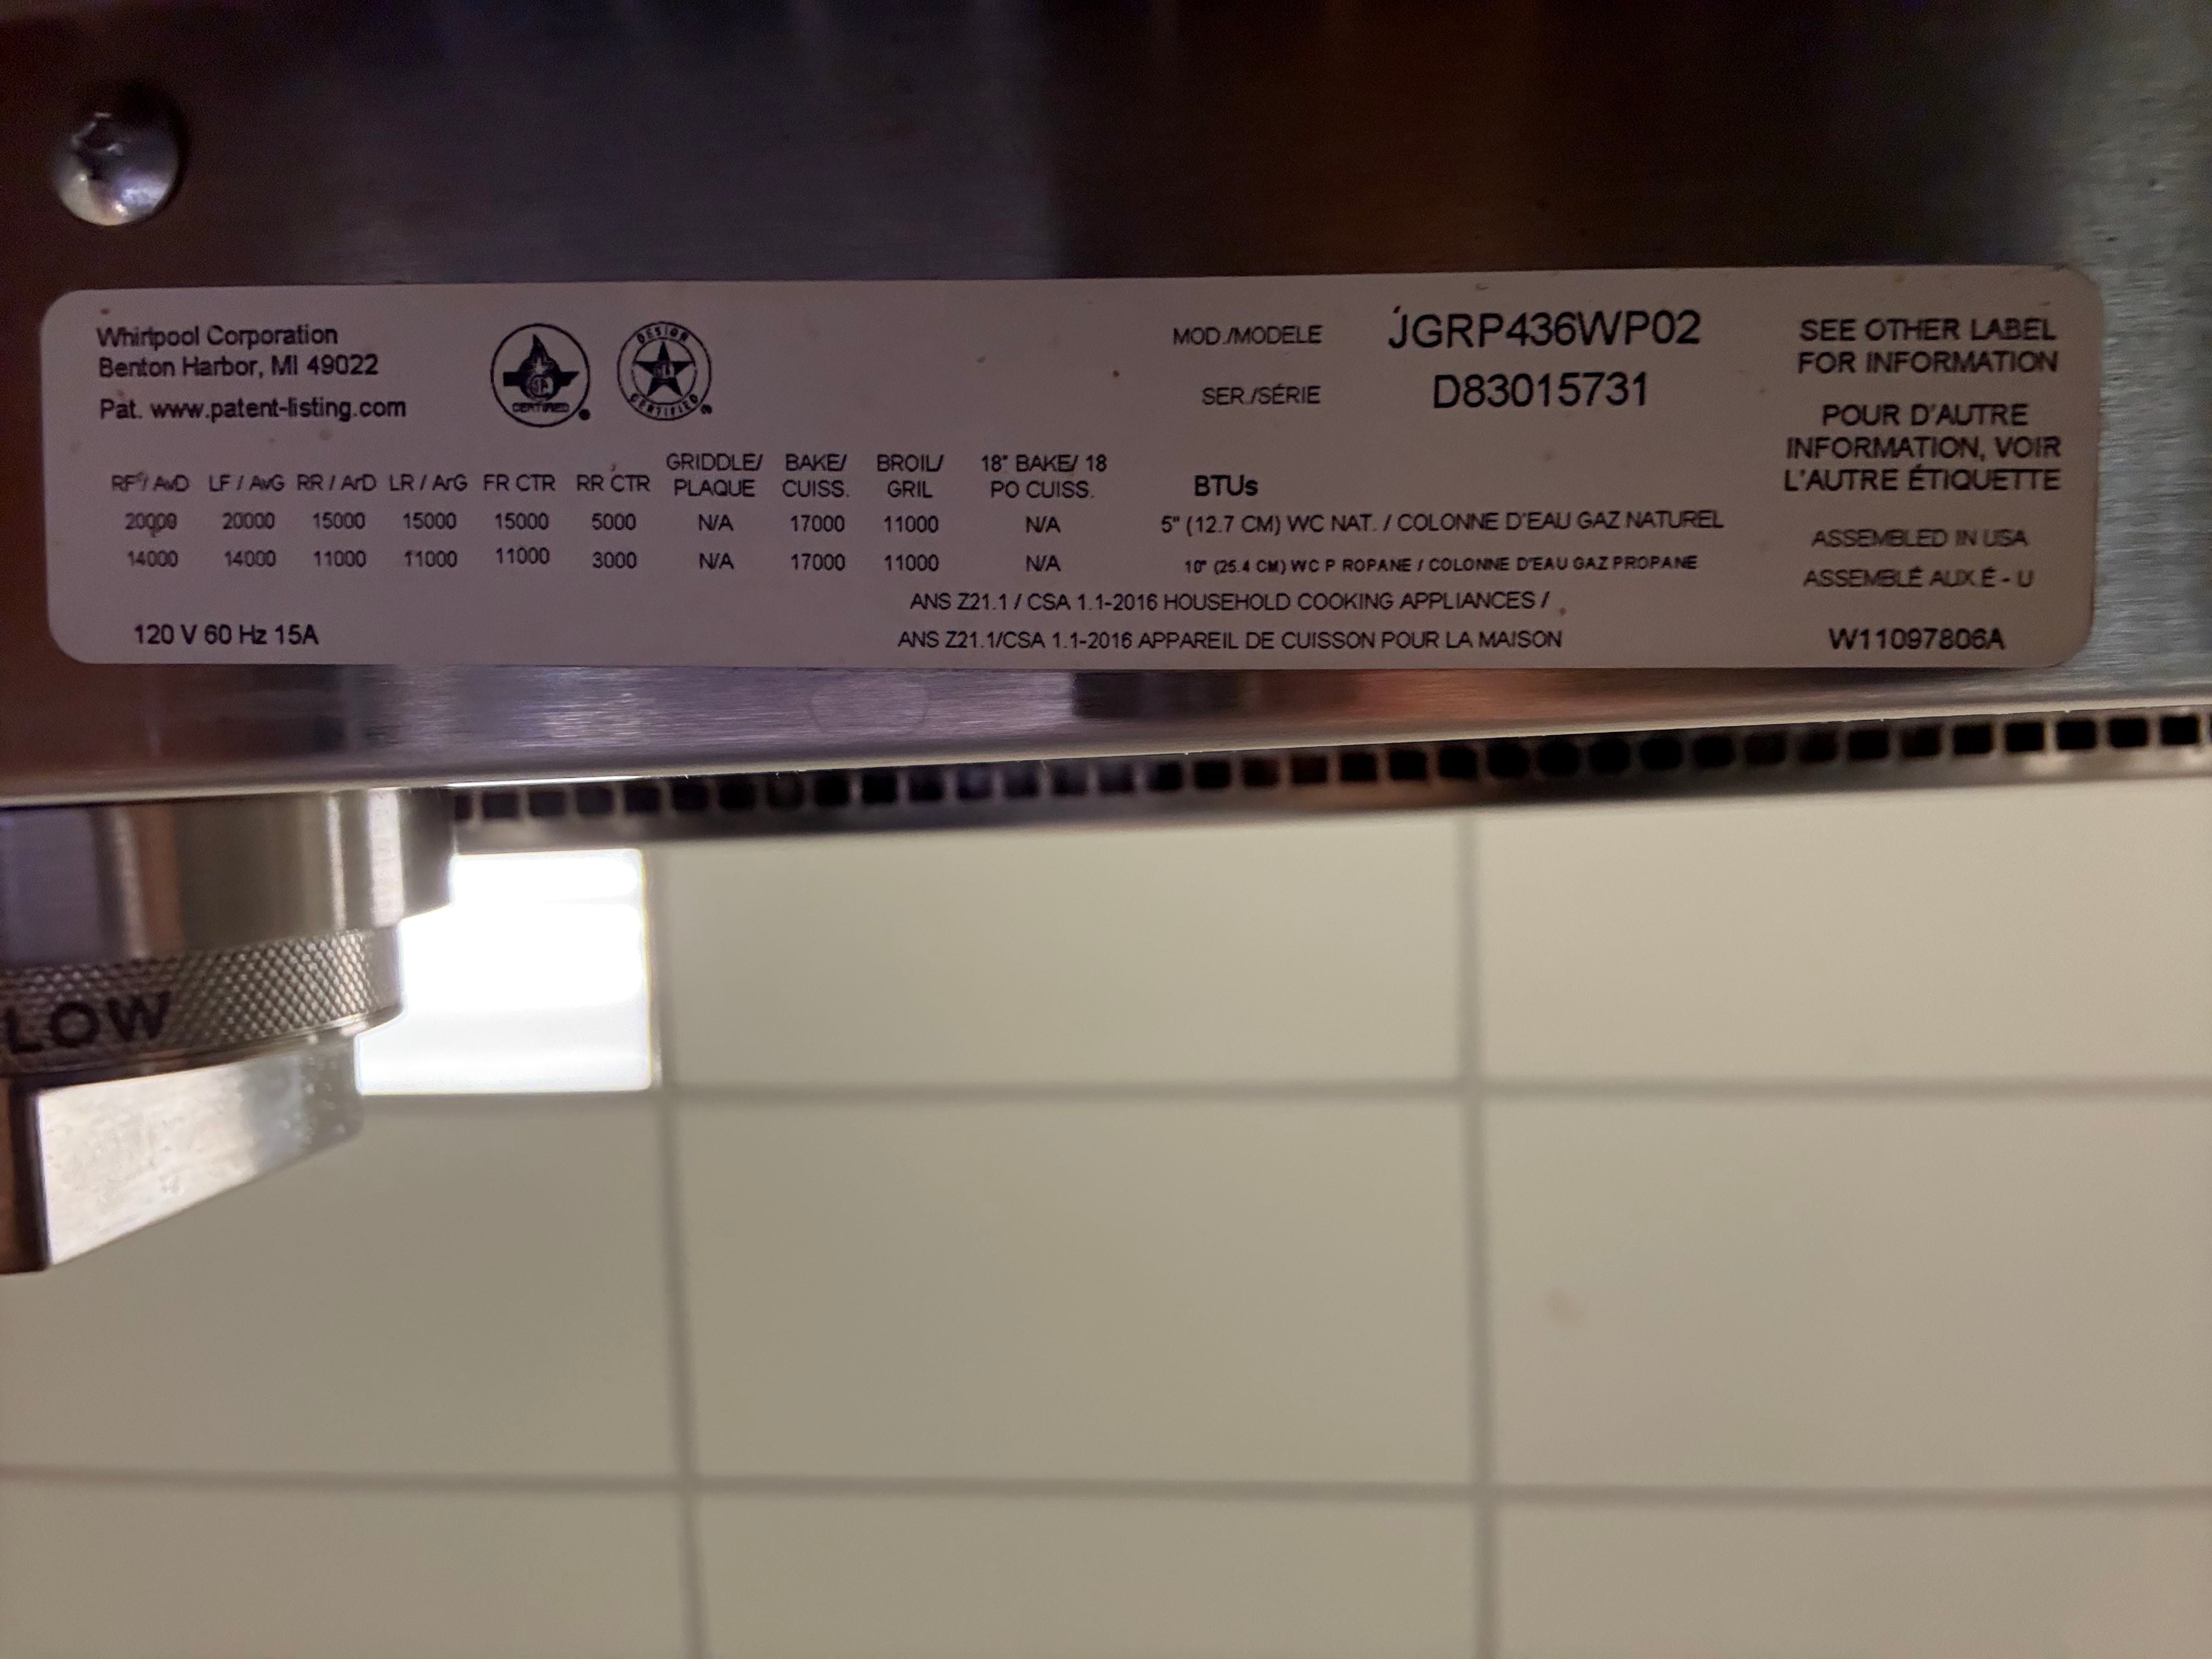 Whirlpool Corporation
Benton Harbor, MI 49022
Pat. www.patent-listing.com
CERTIFIED
DESIGN
CERTIFIED
MOD./MODELE JGRP436WP02
SER./SÉRIE D83015731
SEE OTHER LABEL
FOR INFORMATION
POUR D'AUTRE
INFORMATION, VOIR
L'AUTRE ÉTIQUETTE
ASSEMBLED IN USA
ASSEMBLÉ AUX É - U
W11097806A
RF / AvD LF / AvG RR / ArD LR / ArG FR CTR RR CTR GRIDDLE/ PLAQUE BAKE/ CUISS. BROIL/ GRIL 18" BAKE/ 18 PO CUISS. BTUs
20000 20000 15000 15000 15000 5000 N/A 17000 11000 N/A 5" (12.7 CM) WC NAT. / COLONNE D'EAU GAZ NATUREL
14000 14000 11000 11000 11000 3000 N/A 17000 11000 N/A 10" (25.4 CM) WC P ROPANE / COLONNE D'EAU GAZ PROPANE
ANS Z21.1 / CSA 1.1-2016 HOUSEHOLD COOKING APPLIANCES /
120 V 60 Hz 15A
ANS Z21.1/CSA 1.1-2016 APPAREIL DE CUISSON POUR LA MAISON
LOW